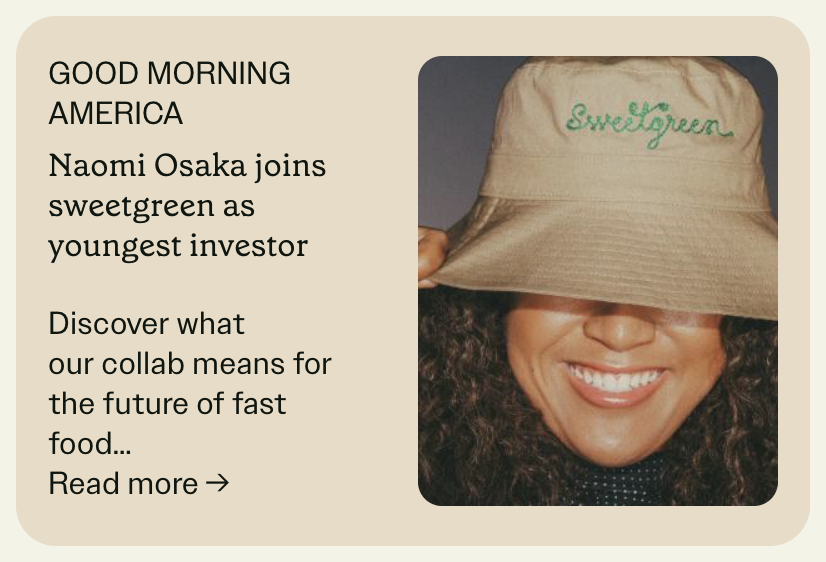 GOOD MORNING
AMERICA
Naomi Osaka joins
sweetgreen as
youngest investor
Discover what
our collab means for
the future of fast
food...
Read more →
Sweetgreen